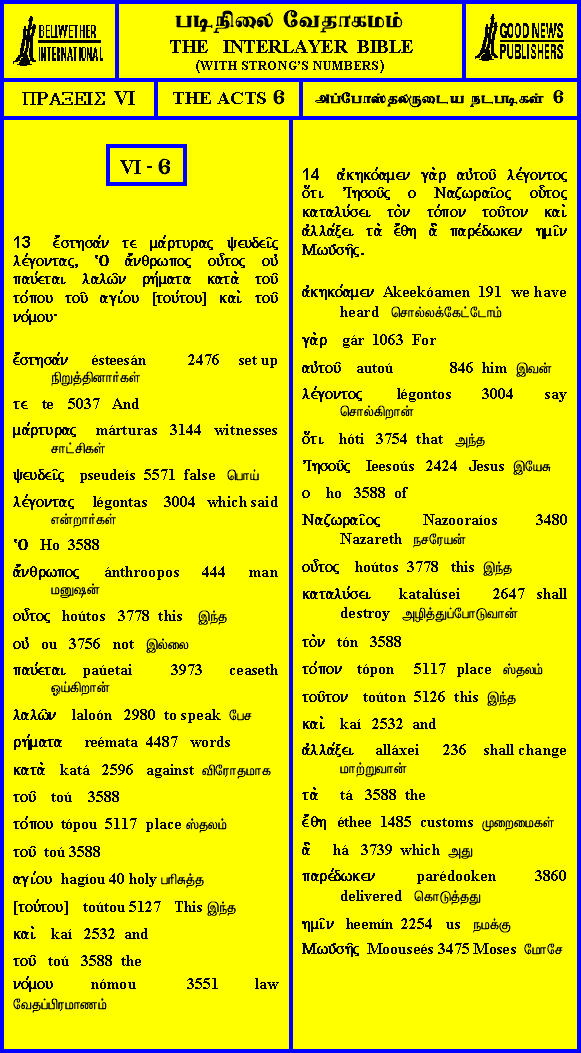 BELLWETHER
INTERNATIONAL
படிநிலை வேதாகமம்
THE INTERLAYER BIBLE
(WITH STRONG'S NUMBERS)
GOOD NEWS
PUBLISHERS
ΠΡΑΞΕΙΣ VI
THE ACTS 6
அப்போஸ்தலருடைய நடபடிகள் 6
VI - 6
13 ἔστησάν τε μάρτυρας ψευδεῖς
λέγοντας, Ὁ ἄνθρωπος οὗτος οὐ
παύεται λαλῶν ρήματα κατὰ τοῦ
τόπου τοῦ αγίου [τούτου] καὶ τοῦ
νόμου·
ἔστησάν ésteesán 2476 set up
நிறுத்தினார்கள்
τε te 5037 And
μάρτυρας márturas 3144 witnesses
சாட்சிகள்
ψευδεῖς pseudeís 5571 false பொய்
λέγοντας légontas 3004 which said
என்றார்கள்
Ὁ Ho 3588
ἄνθρωπος ánthroopos 444 man
மனுஷன்
οὗτος hoútos 3778 this இந்த
οὐ ou 3756 not இல்லை
παύεται paúetai 3973 ceaseth
ஒய்கிறான்
λαλῶν laloón 2980 to speak பேச
ρήματα reémata 4487 words
κατὰ katá 2596 against விரோதமாக
τοῦ toú 3588
τόπου tópou 5117 place ஸ்தலம்
τοῦ toú 3588
αγίου hagíou 40 holy பரிசுத்த
[τούτου] toútou 5127 This இந்த
καὶ kaí 2532 and
τοῦ toú 3588 the
νόμου nómou 3551 law
வேதப்பிரமாணம்
14 ἀκηκόαμεν γὰρ αὐτοῦ λέγοντος
ὅτι Ἰησοῦς ο Ναζωραῖος οὗτος
καταλύσει τὸν τόπον τοῦτον καὶ
ἀλλάξει τὰ ἔθη ἃ παρέδωκεν ημῖν
Μωϋσῆς.
ἀκηκόαμεν Akeekóamen 191 we have
heard சொல்லக்கேட்டோம்
γὰρ gár 1063 For
αὐτοῦ autoú 846 him இவன்
λέγοντος légontos 3004 say
சொல்கிறான்
ὅτι hóti 3754 that அந்த
Ἰησοῦς Ieesoús 2424 Jesus இயேசு
ο ho 3588 of
Ναζωραῖος Nazooraíos 3480
Nazareth நசரேயன்
οὗτος hoútos 3778 this இந்த
καταλύσει katalúsei 2647 shall
destroy அழித்துப்போடுவான்
τὸν tón 3588
τόπον tópon 5117 place ஸ்தலம்
τοῦτον toúton 5126 this இந்த
καὶ kaí 2532 and
ἀλλάξει alláxei 236 shall change
மாற்றுவான்
τὰ tá 3588 the
ἔθη éthee 1485 customs முறைமைகள்
ἃ há 3739 which அது
παρέδωκεν parédooken 3860
delivered கொடுத்தது
ημῖν heemín 2254 us நமக்கு
Μωϋσῆς Moouseés 3475 Moses மோசே